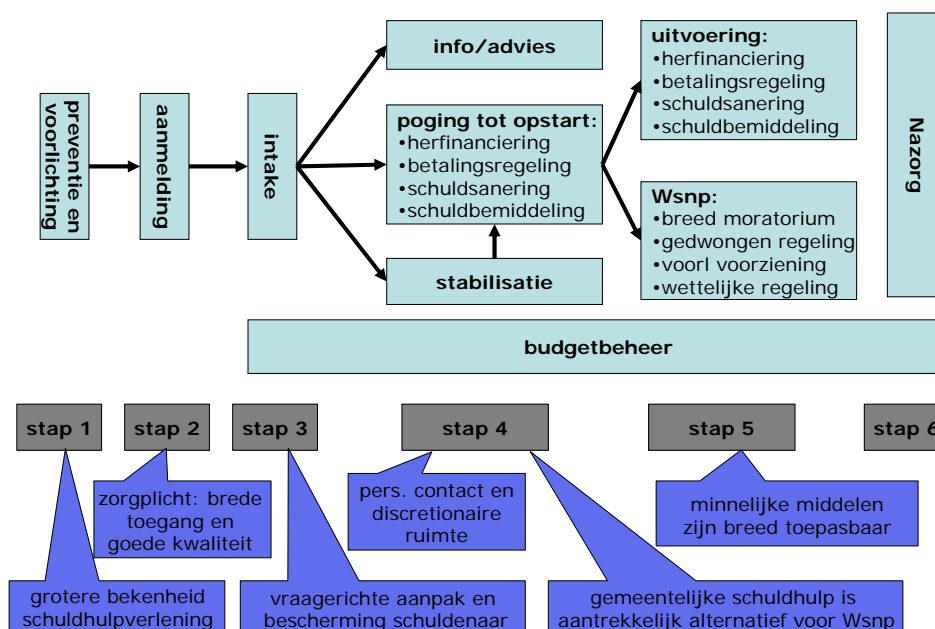 preventie en
voorlichting
aanmelding
intake
info/advies
poging tot opstart:
•herfinanciering
•betalingsregeling
•schuldsanering
•schuldbemiddeling
stabilisatie
uitvoering:
•herfinanciering
•betalingsregeling
•schuldsanering
•schuldbemiddeling
Wsnp:
•breed moratorium
•gedwongen regeling
•voorl voorziening
•wettelijke regeling
Nazorg
budgetbeheer
stap 1
stap 2
stap 3
stap 4
stap 5
stap 6
zorgplicht: brede
toegang en
goede kwaliteit
pers. contact en
discretionaire
ruimte
minnelijke middelen
zijn breed toepasbaar
grotere bekenheid
schuldhulpverlening
vraagerichte aanpak en
bescherming schuldenaar
gemeentelijke schuldhulp is
aantrekkelijk alternatief voor Wsnp